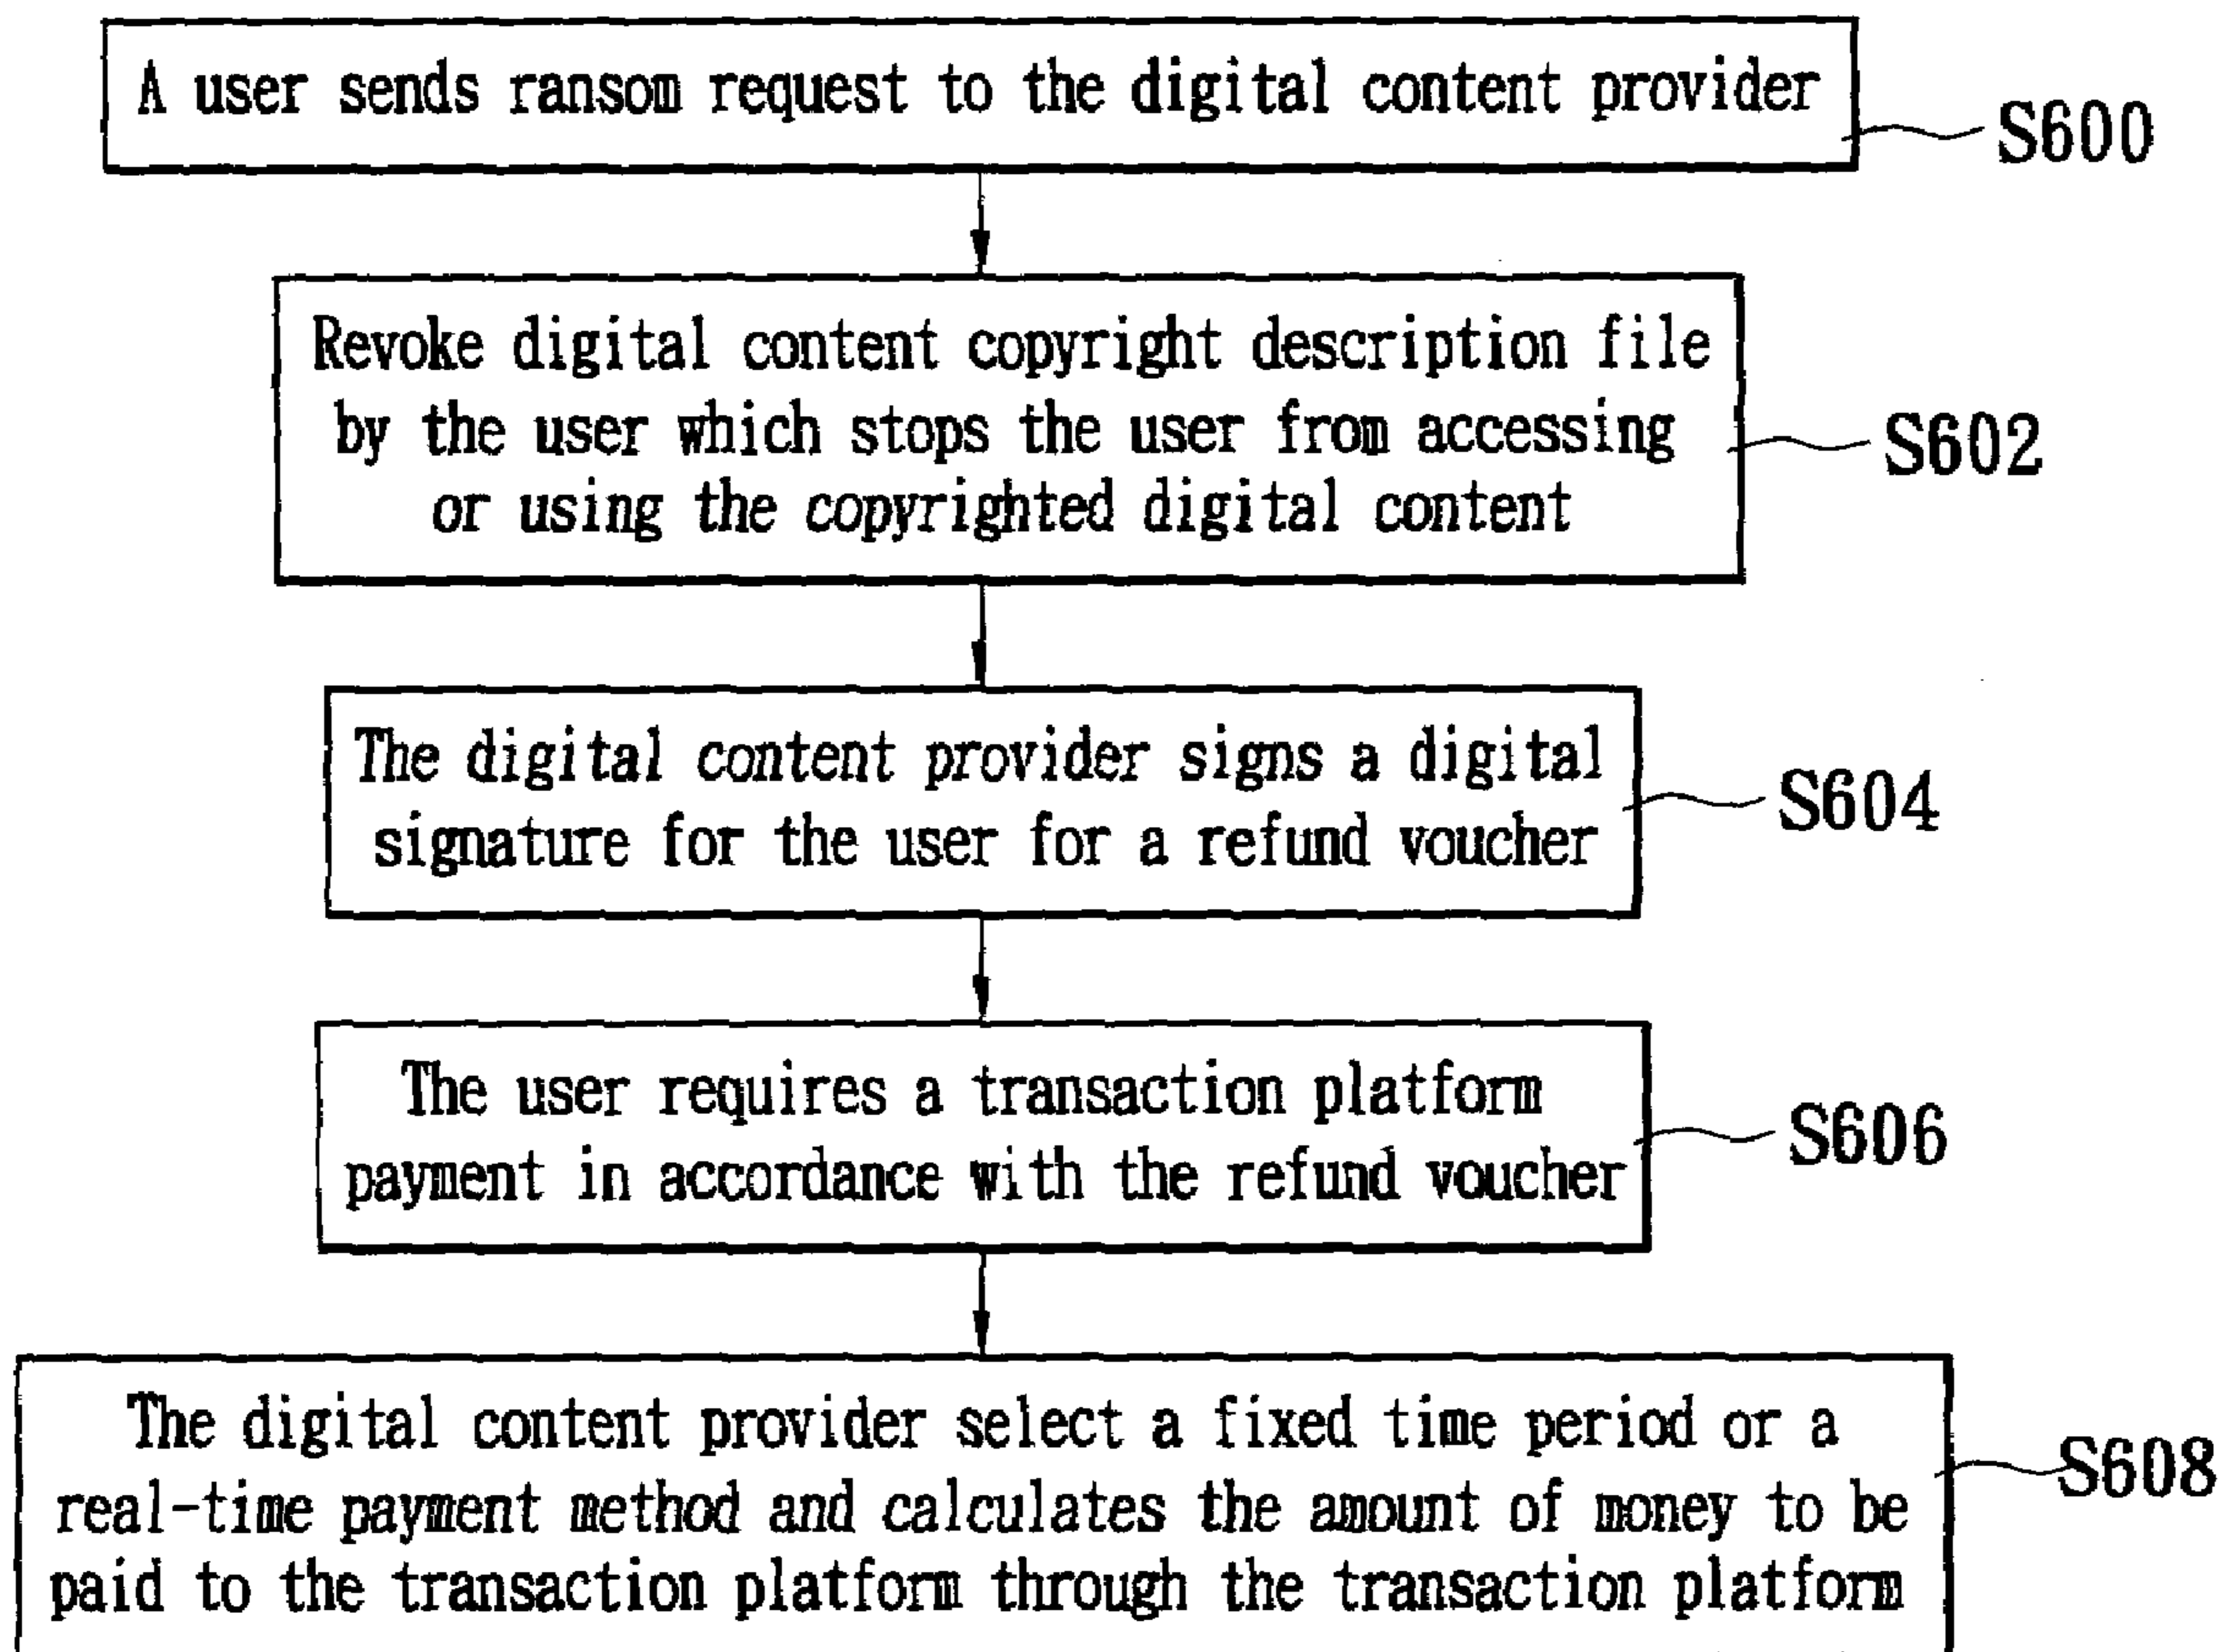 A user sends ransom request to the digital content provider
S600
Revoke digital content copyright description file
by the user which stops the user from accessing
or using the copyrighted digital content
S602
The digital content provider signs a digital
signature for the user for a refund voucher
S604
The user requires a transaction platform
payment in accordance with the refund voucher
S606
The digital content provider select a fixed time period or a
real-time payment method and calculates the amount of money to be
paid to the transaction platform through the transaction platform
S608